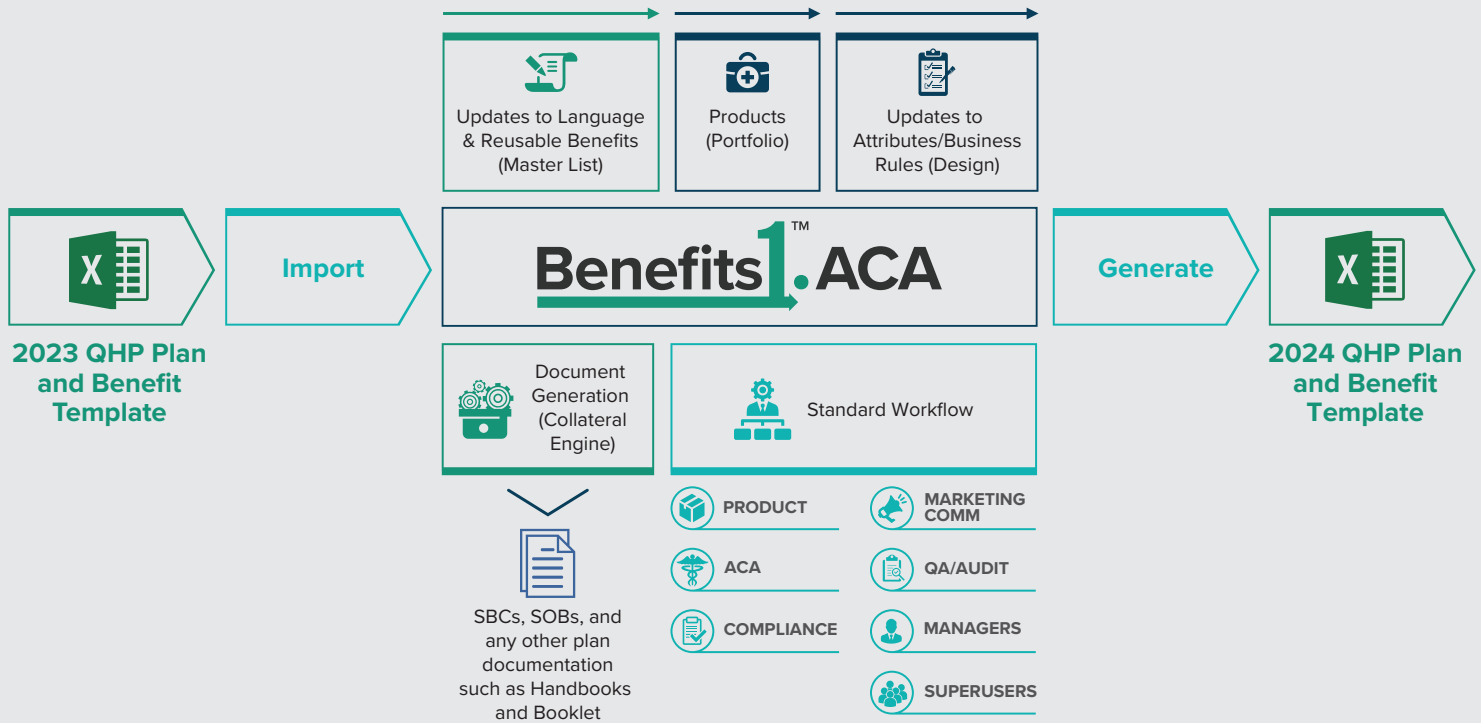 Updates to Language
& Reusable Benefits
(Master List)
Products
(Portfolio)
Updates to
Attributes/Business
Rules (Design)
X
2023 QHP Plan
and Benefit
Template
Import
Benefits1.ACA
TM
Generate
X
2024 QHP Plan
and Benefit
Template
Document
Generation
(Collateral
Engine)
Standard Workflow
SBCs, SOBs, and
any other plan
documentation
such as Handbooks
and Booklet
PRODUCT
ACA
COMPLIANCE
MARKETING
COMM
QA/AUDIT
MANAGERS
SUPERUSERS